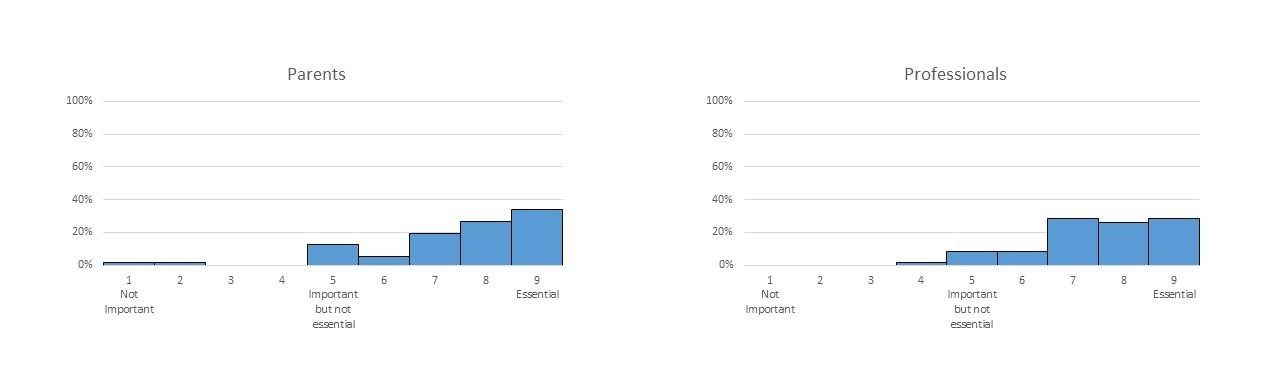 Parents
100%
80%
60%
40%
20%
0%
1 2 3 4 5 6 7 8 9
Not Important but not essential Essential
Important
Professionals
100%
80%
60%
40%
20%
0%
1 2 3 4 5 6 7 8 9
Not Important but not essential Essential
Important